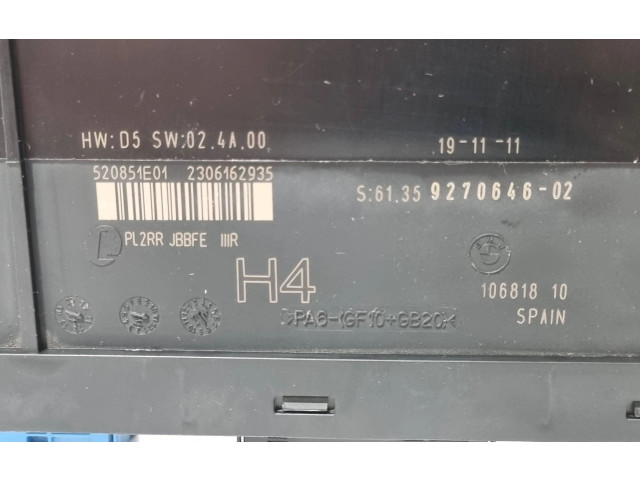 HW:D5 SW:02.4A.00
19-11-11
520851E01 2306162935
S:61.35 9270646-02
PL2RR JBBFE IIIR
H4
106818 10
>PA6-(GF10+GB20)<
SPAIN